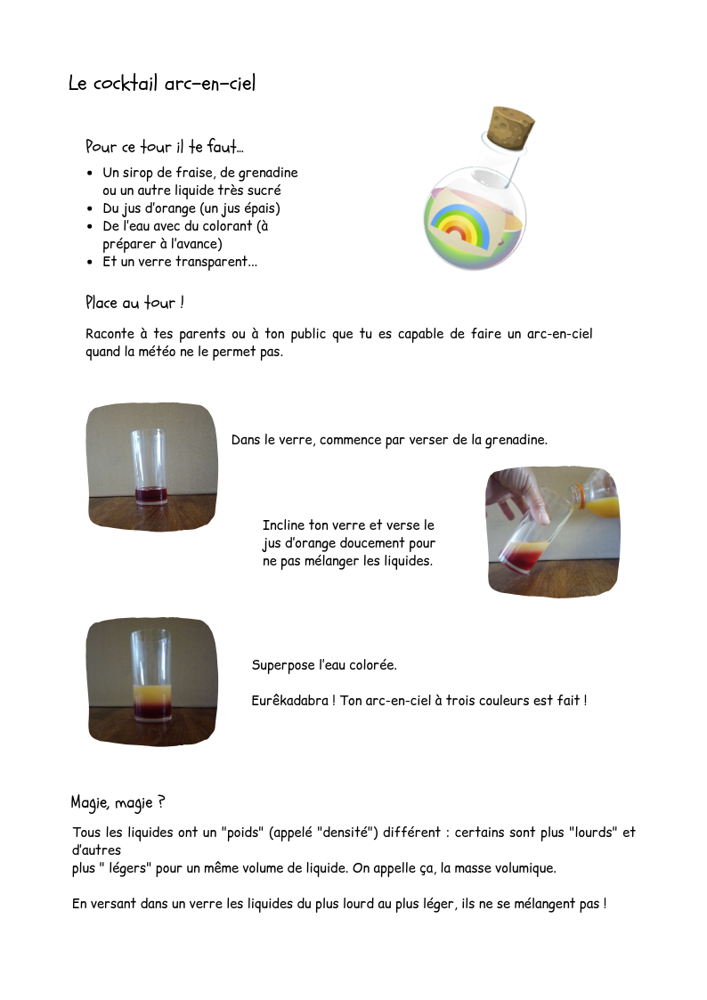 Le cocktail arc-en-ciel
Pour ce tour il te faut...
• Un sirop de fraise, de grenadine
ou un autre liquide très sucré
• Du jus d'orange (un jus épais)
• De l'eau avec du colorant (à
préparer à l'avance)
• Et un verre transparent...
Place au tour !
Raconte à tes parents ou à ton public que tu es capable de faire un arc-en-ciel
quand la météo ne le permet pas.
Dans le verre, commence par verser de la grenadine.
Incline ton verre et verse le
jus d'orange doucement pour
ne pas mélanger les liquides.
Superpose l'eau colorée.
Eurêkadabra ! Ton arc-en-ciel à trois couleurs est fait !
Magie, magie ?
Tous les liquides ont un "poids" (appelé "densité") différent : certains sont plus "lourds" et
d'autres
plus " légers" pour un même volume de liquide. On appelle ça, la masse volumique.
En versant dans un verre les liquides du plus lourd au plus léger, ils ne se mélangent pas !